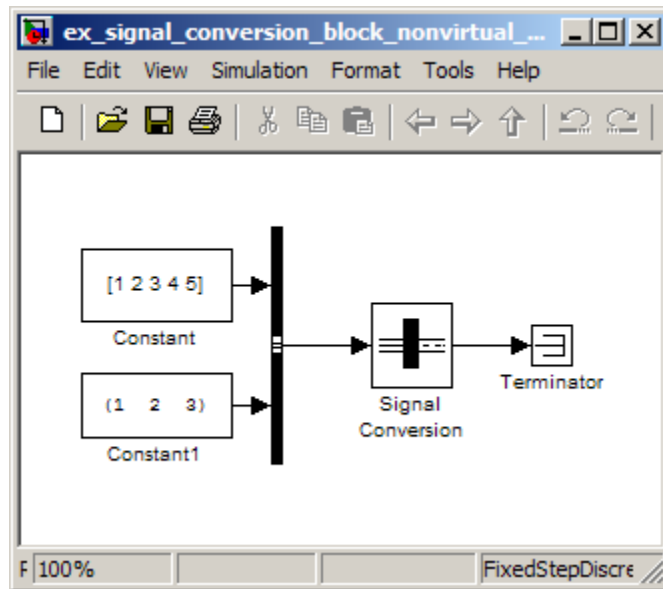 ex_signal_conversion_block_nonvirtual_...
File Edit View Simulation Format Tools Help
[1 2 3 4 5]
Constant
(1 2 3)
Constant1
Signal
Conversion
Terminator
F 100% FixedStepDiscre